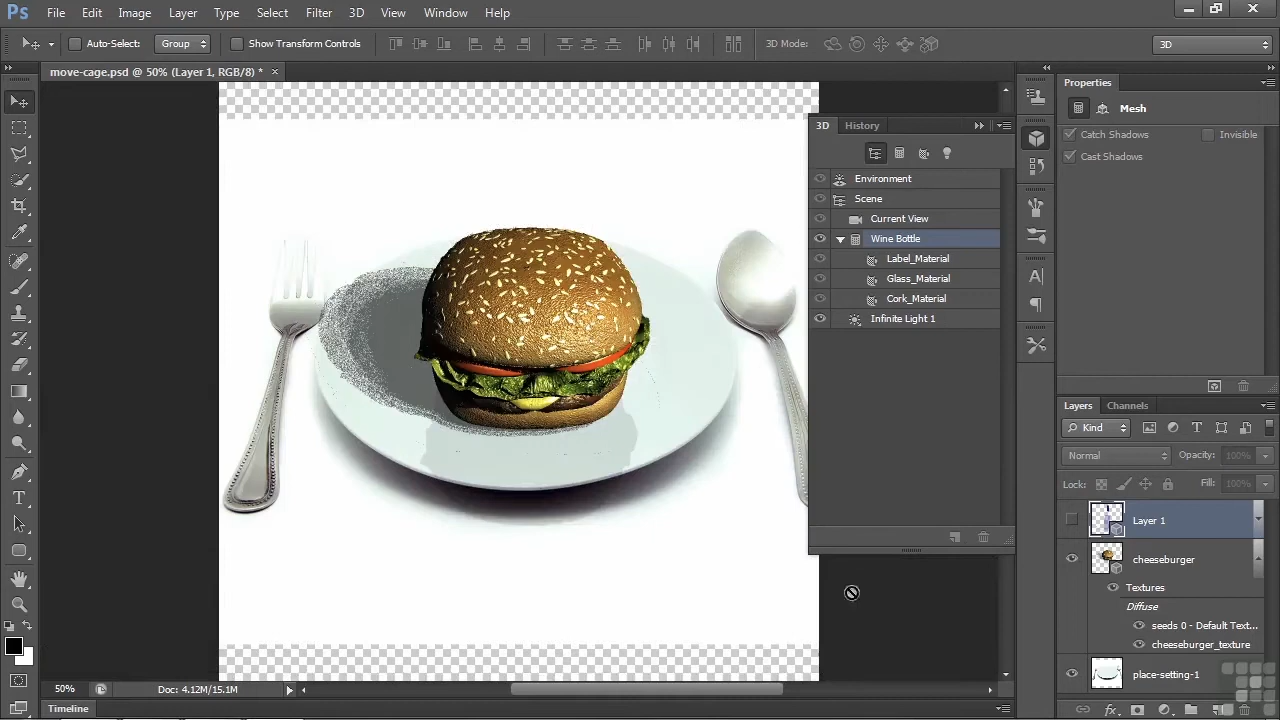 Ps File Edit Image Layer Type Select Filter 3D View Window Help
Auto-Select: Group Show Transform Controls 3D Mode: 3D
move-cage.psd @ 50% (Layer 1, RGB/8) * ×
Properties
Mesh
Catch Shadows Invisible
Cast Shadows
3D History
Environment
Scene
Current View
Wine Bottle
Label_Material
Glass_Material
Cork_Material
Infinite Light 1
Layers Channels
Kind
Normal Opacity: 100%
Lock: Fill: 100%
Layer 1
cheeseburger
Textures
Diffuse
seeds 0 - Default Text...
cheeseburger_texture
place-setting-1
50% Doc: 4.12M/15.1M
Timeline